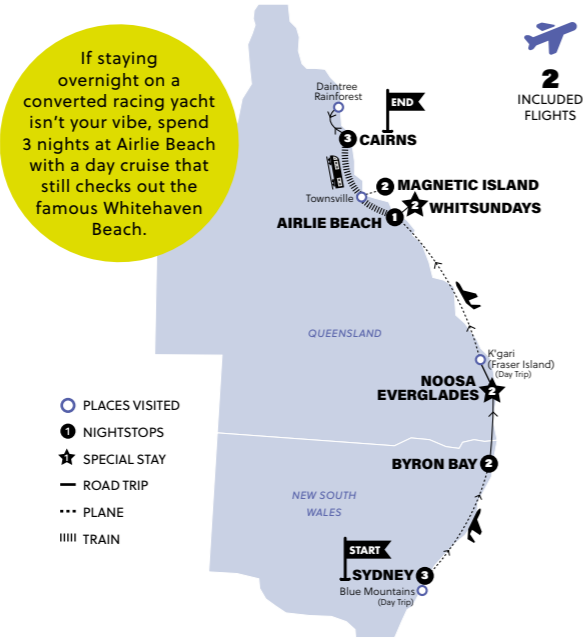 If staying
overnight on a
converted racing yacht
isn't your vibe, spend
3 nights at Airlie Beach
with a day cruise that
still checks out the
famous Whitehaven
Beach.
2
INCLUDED
FLIGHTS
Daintree
Rainforest
END
3 CAIRNS
2 MAGNETIC ISLAND
Townsville
2 WHITSUNDAYS
AIRLIE BEACH 1
QUEENSLAND
K'gari
(Fraser Island)
(Day Trip)
NOOSA
EVERGLADES 2
BYRON BAY 2
NEW SOUTH
WALES
START
SYDNEY 3
Blue Mountains
(Day Trip)
PLACES VISITED
1 NIGHTSTOPS
1 SPECIAL STAY
ROAD TRIP
PLANE
TRAIN